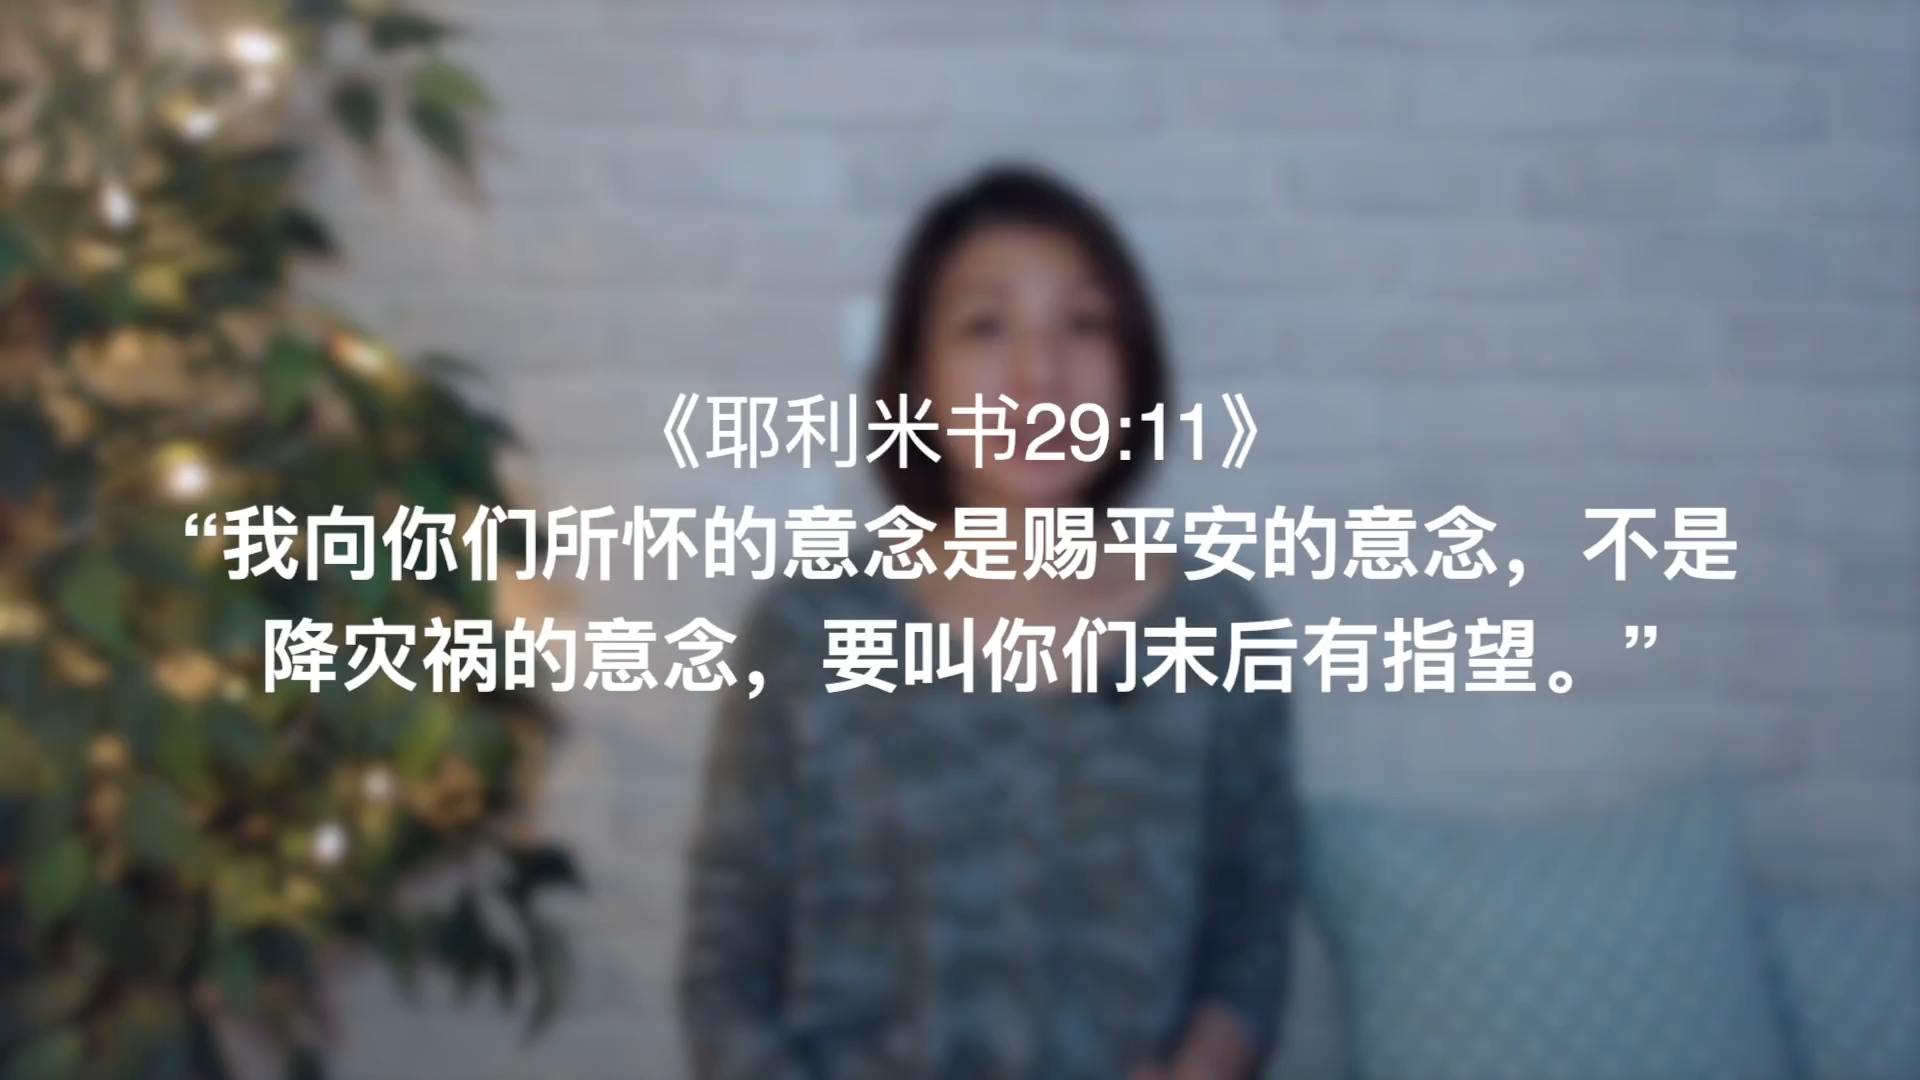 《耶利米书29:11》
“我向你们所怀的意念是赐平安的意念，不是
降灾祸的意念，要叫你们末后有指望。”